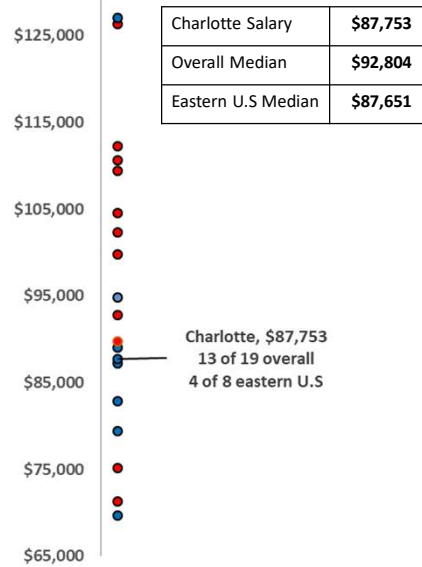 Charlotte Salary $87,753
Overall Median $92,804
Eastern U.S Median $87,651
$125,000
$115,000
$105,000
$95,000
$85,000
$75,000
$65,000
Charlotte, $87,753
13 of 19 overall
4 of 8 eastern U.S